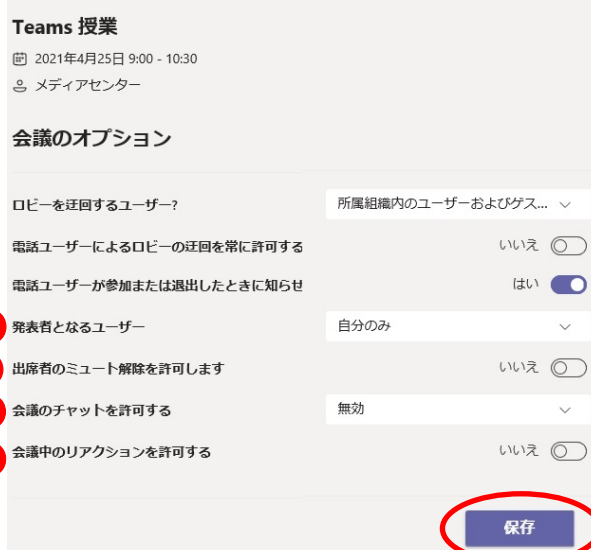 Teams 授業
2021年4月25日 9:00 - 10:30
メディアセンター
会議のオプション
ロビーを迂回するユーザー? 所属組織内のユーザーおよびゲス...
電話ユーザーによるロビーの迂回を常に許可する いいえ
電話ユーザーが参加または退出したときに知らせ はい
発表者となるユーザー 自分のみ
出席者のミュート解除を許可します いいえ
会議のチャットを許可する 無効
会議中のリアクションを許可する いいえ
保存